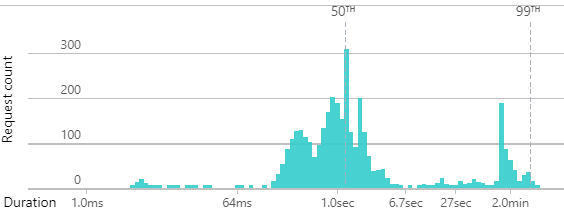 50TH 99TH
300
200
100
0
Request count
Duration 1.0ms 64ms 1.0sec 6.7sec 27sec 2.0min